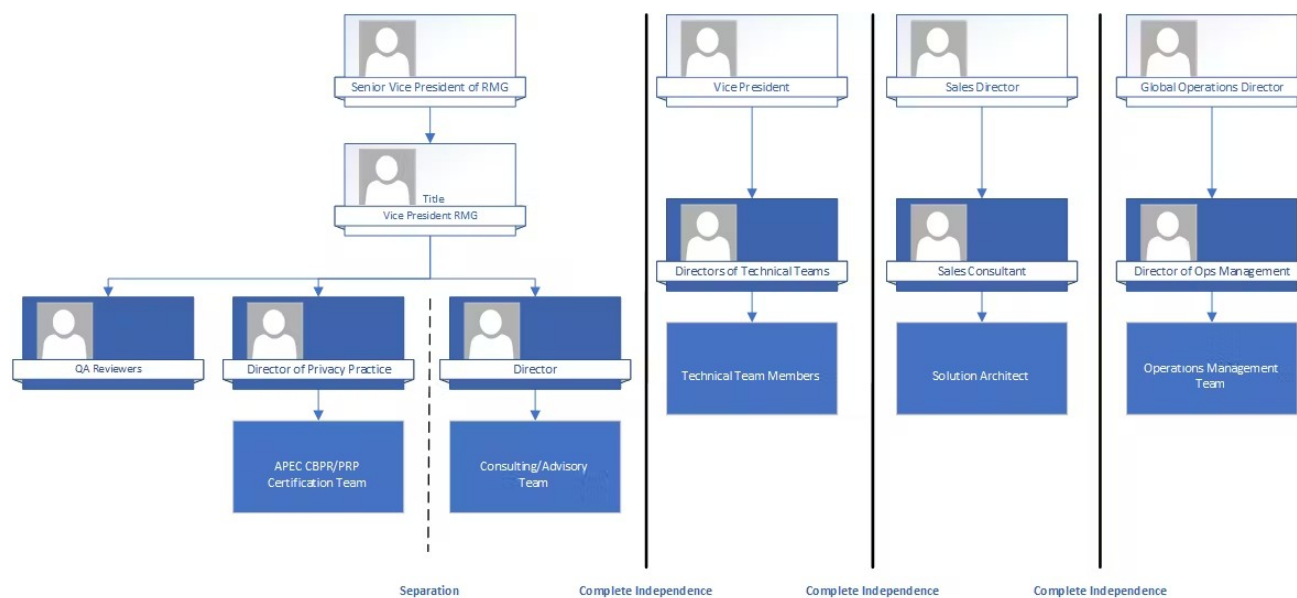 Senior Vice President of RMG
Vice President
Sales Director
Global Operations Director
Title
Vice President RMG
Directors of Technical Teams
Sales Consultant
Director of Ops Management
QA Reviewers
Director of Privacy Practice
Director
Technical Team Members
Solution Architect
Operations Management
Team
APEC CBPR/PRP
Certification Team
Consulting/Advisory
Team
Separation
Complete Independence
Complete Independence
Complete Independence